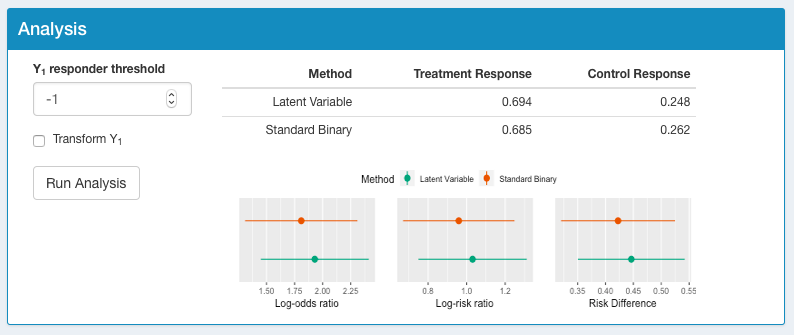 Analysis
Y1 responder threshold
-1
Transform Y1
Run Analysis
Method Treatment Response Control Response
Latent Variable 0.694 0.248
Standard Binary 0.685 0.262
Method Latent Variable Standard Binary
1.50 1.75 2.00 2.25
Log-odds ratio
0.8 1.0 1.2
Log-risk ratio
0.35 0.40 0.45 0.50 0.55
Risk Difference